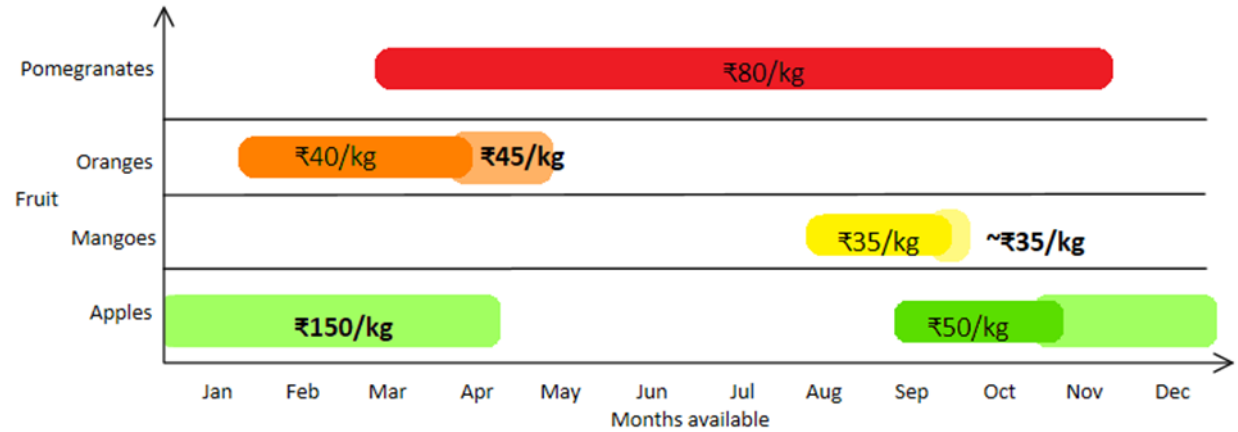 Pomegranates
₹80/kg
Oranges
₹40/kg
₹45/kg
Fruit
Mangoes
₹35/kg
~₹35/kg
Apples
₹150/kg
₹50/kg
Jan Feb Mar Apr May Jun Jul Aug Sep Oct Nov Dec
Months available